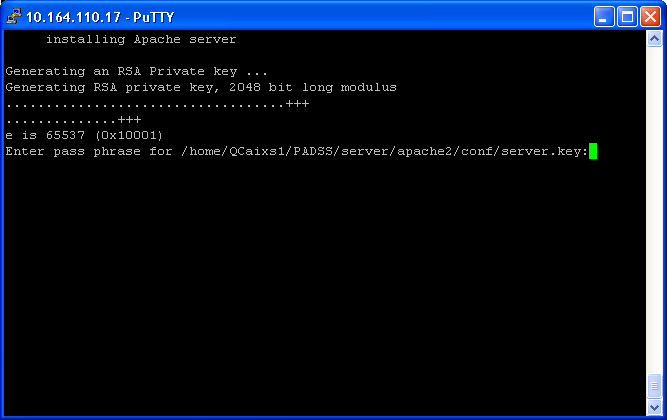 10.164.110.17 - PuTTY
installing Apache server
Generating an RSA Private key ...
Generating RSA private key, 2048 bit long modulus
...................................+++
..............+++
e is 65537 (0x10001)
Enter pass phrase for /home/QCaixs1/PADSS/server/apache2/conf/server.key: